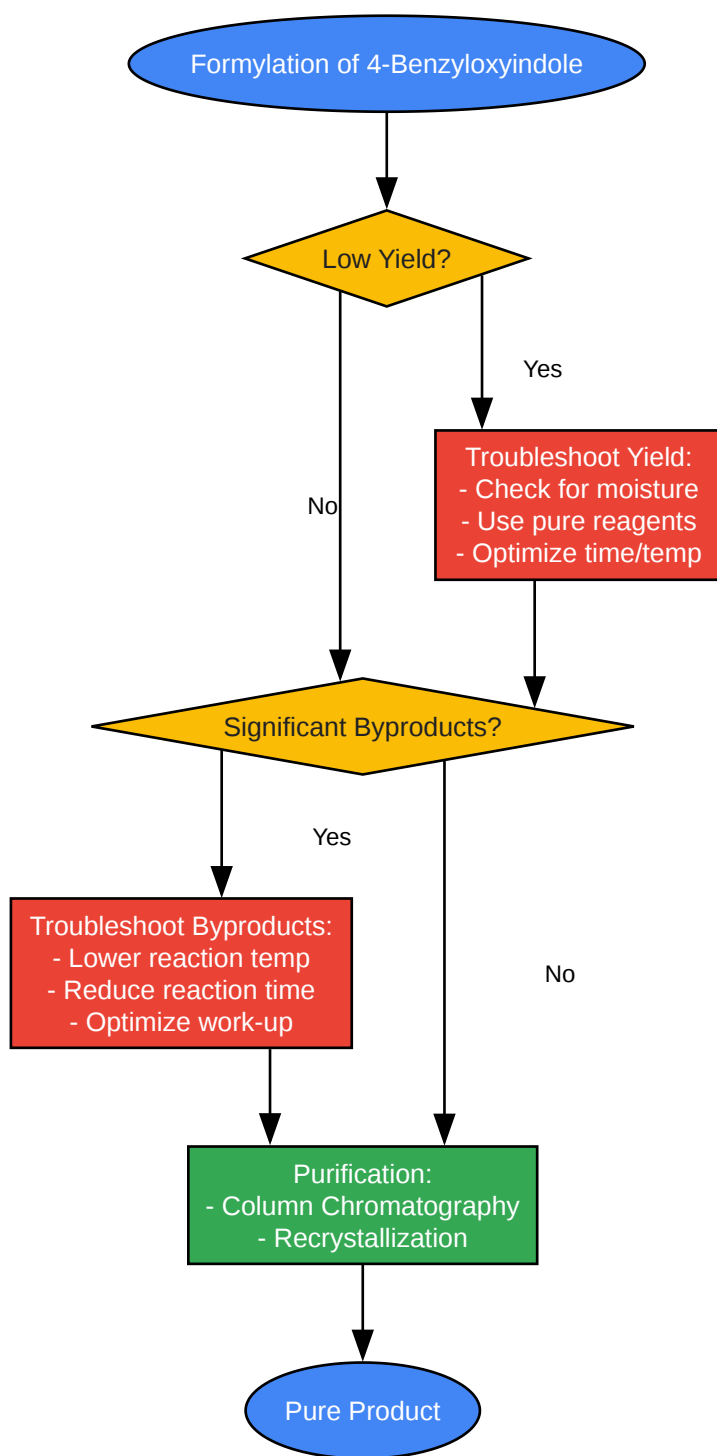 Formylation of 4-Benzyloxyindole
Low Yield?
Yes
Troubleshoot Yield:
- Check for moisture
- Use pure reagents
- Optimize time/temp
No
Significant Byproducts?
Yes
Troubleshoot Byproducts:
- Lower reaction temp
- Reduce reaction time
- Optimize work-up
No
Purification:
- Column Chromatography
- Recrystallization
Pure Product